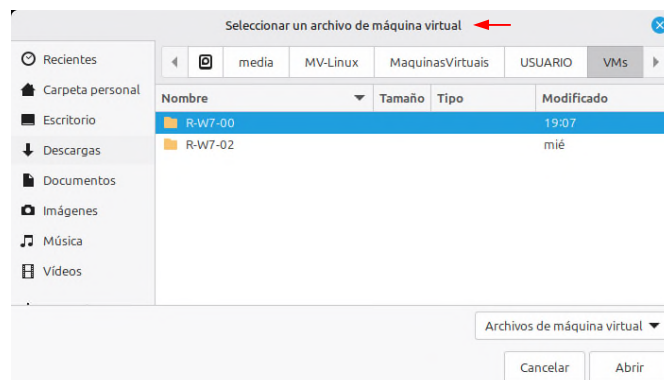 Seleccionar un archivo de máquina virtual
Recientes
Carpeta personal
Escritorio
Descargas
Documentos
Imágenes
Música
Vídeos
media MV-Linux MaquinasVirtuais USUARIO VMs
Nombre Tamaño Tipo Modificado
R-W7-00 19:07
R-W7-02 mié
Archivos de máquina virtual
Cancelar Abrir